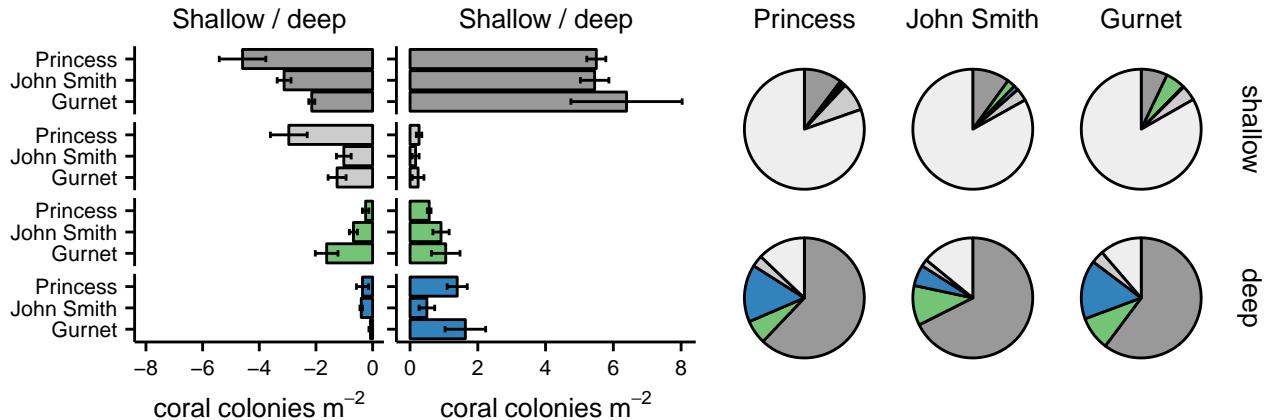 Shallow / deep
Shallow / deep
Princess
John Smith
Gurnet
Princess
John Smith
Gurnet
Princess
John Smith
Gurnet
Princess
John Smith
Gurnet
Princess
John Smith
Gurnet
−8 −6 −4 −2 0
0 2 4 6 8
coral colonies m⁻²
coral colonies m⁻²
shallow
deep